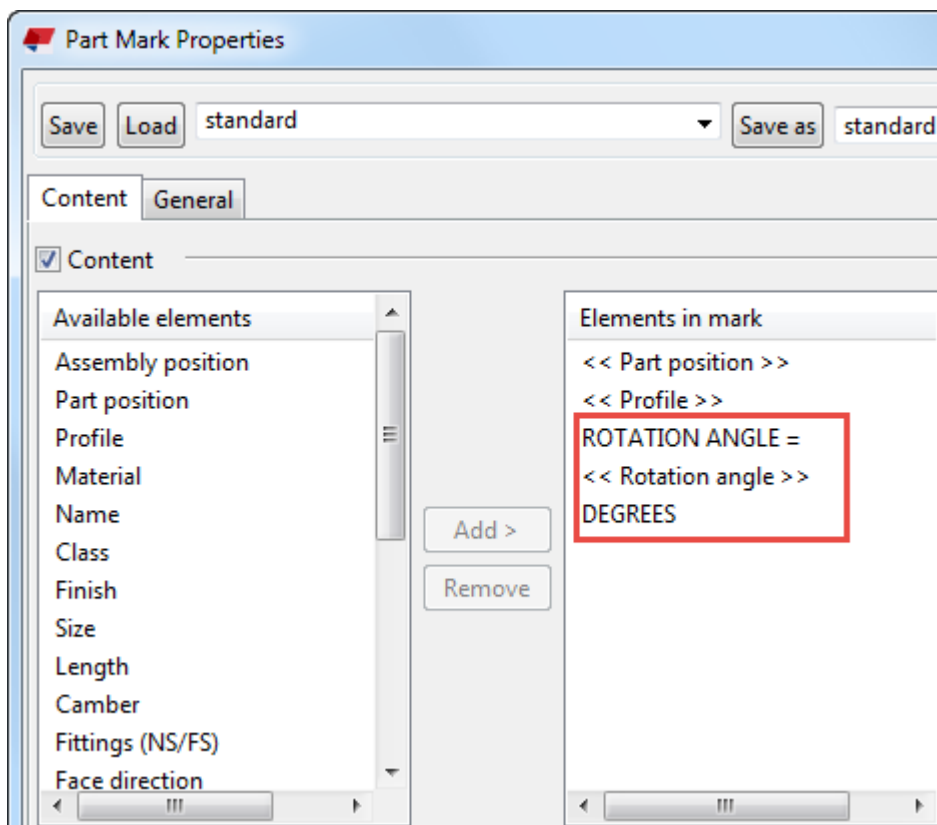 Part Mark Properties
Save Load standard Save as standard
Content General
Content
Available elements
Assembly position
Part position
Profile
Material
Name
Class
Finish
Size
Length
Camber
Fittings (NS/FS)
Face direction
Add >
Remove
Elements in mark
<< Part position >>
<< Profile >>
ROTATION ANGLE =
<< Rotation angle >>
DEGREES